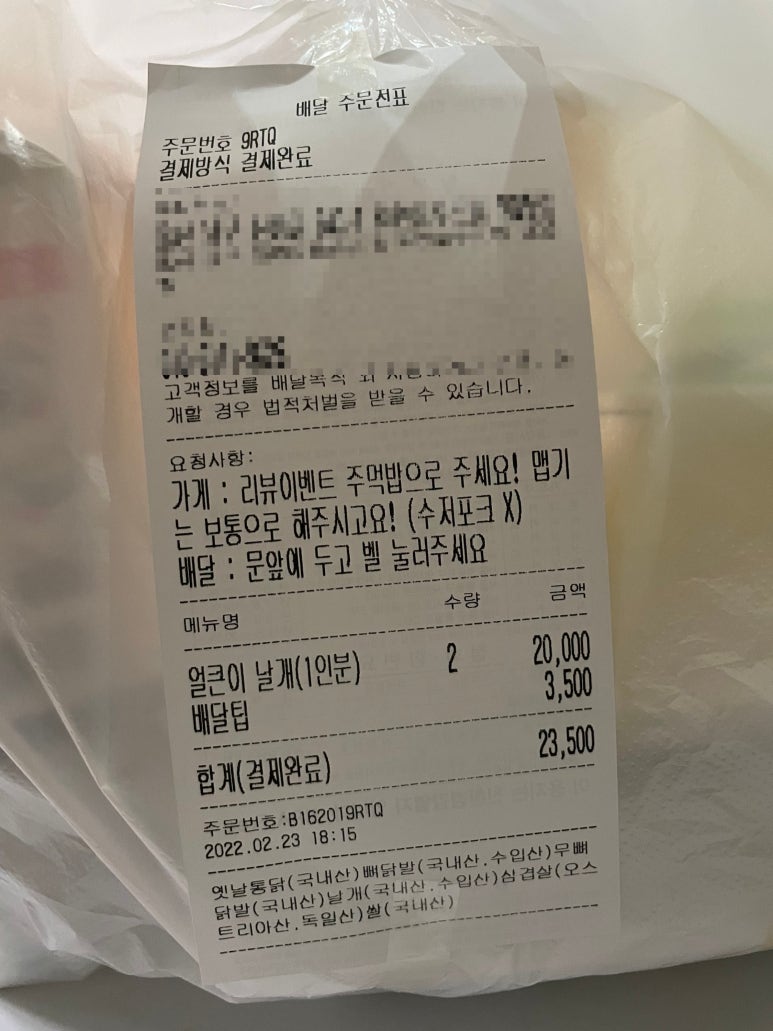 배달 주문전표
주문번호 9RTQ
결제방식 결제완료
고객정보를 배달목적 외
개할 경우 법적처벌을 받을 수 있습니다.
요청사항:
가게 : 리뷰이벤트 주먹밥으로 주세요! 맵기
는 보통으로 해주시고요! (수저포크 X)
배달 : 문앞에 두고 벨 눌러주세요
메뉴명 수량 금액
얼큰이 날개(1인분) 2 20,000
배달팁 3,500
합계(결제완료) 23,500
주문번호:B162019RTQ
2022.02.23 18:15
옛날통닭(국내산)뼈닭발(국내산.수입산)무뼈
닭발(국내산)날개(국내산.수입산)삼겹살(오스
트리아산.독일산)쌀(국내산)